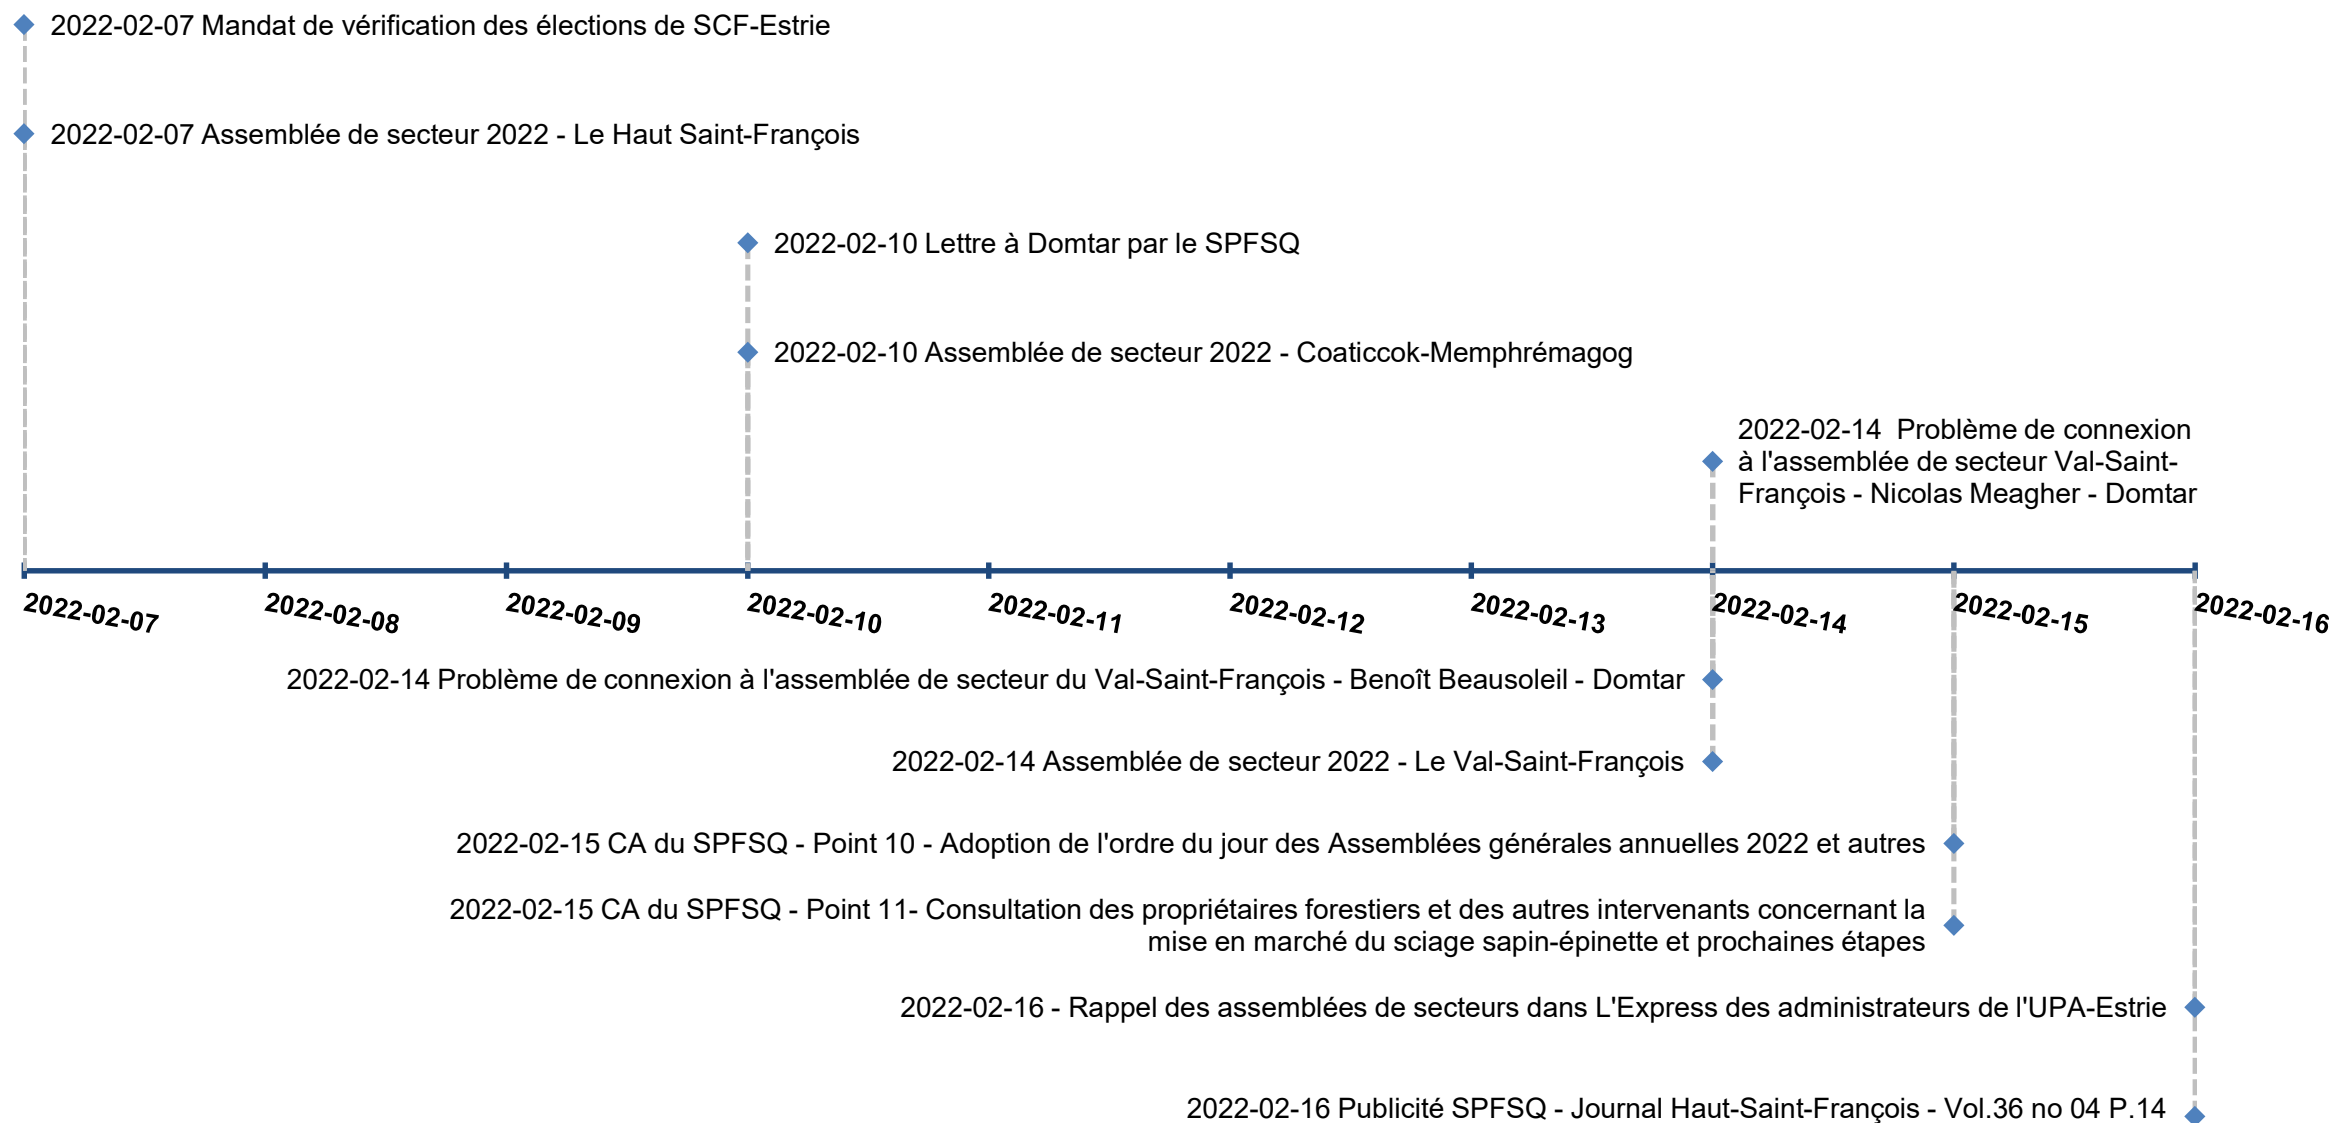 2022-02-07 Mandat de vérification des élections de SCF-Estrie
2022-02-07 Assemblée de secteur 2022 - Le Haut Saint-François
2022-02-10 Lettre à Domtar par le SPFSQ
2022-02-10 Assemblée de secteur 2022 - Coaticcok-Memphrémagog
2022-02-14  Problème de connexion
à l'assemblée de secteur Val-Saint-
François - Nicolas Meagher - Domtar
2022-02-07
2022-02-08
2022-02-09
2022-02-10
2022-02-11
2022-02-12
2022-02-13
2022-02-14
2022-02-15
2022-02-16
2022-02-14 Problème de connexion à l'assemblée de secteur du Val-Saint-François - Benoît Beausoleil - Domtar
2022-02-14 Assemblée de secteur 2022 - Le Val-Saint-François
2022-02-15 CA du SPFSQ - Point 10 - Adoption de l'ordre du jour des Assemblées générales annuelles 2022 et autres
2022-02-15 CA du SPFSQ - Point 11- Consultation des propriétaires forestiers et des autres intervenants concernant la
mise en marché du sciage sapin-épinette et prochaines étapes
2022-02-16 - Rappel des assemblées de secteurs dans L'Express des administrateurs de l'UPA-Estrie
2022-02-16 Publicité SPFSQ - Journal Haut-Saint-François - Vol.36 no 04 P.14